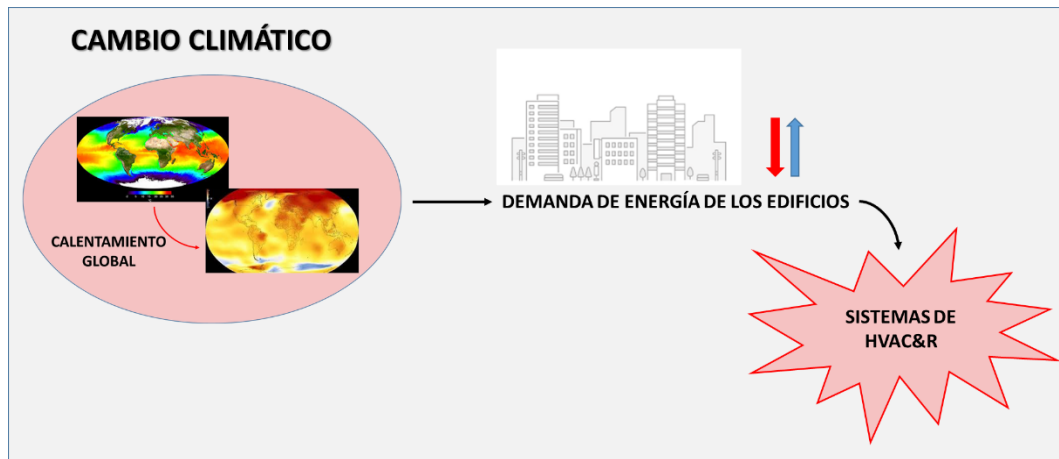 CAMBIO CLIMÁTICO
CALENTAMIENTO
GLOBAL
DEMANDA DE ENERGÍA DE LOS EDIFICIOS
SISTEMAS DE
HVAC&R